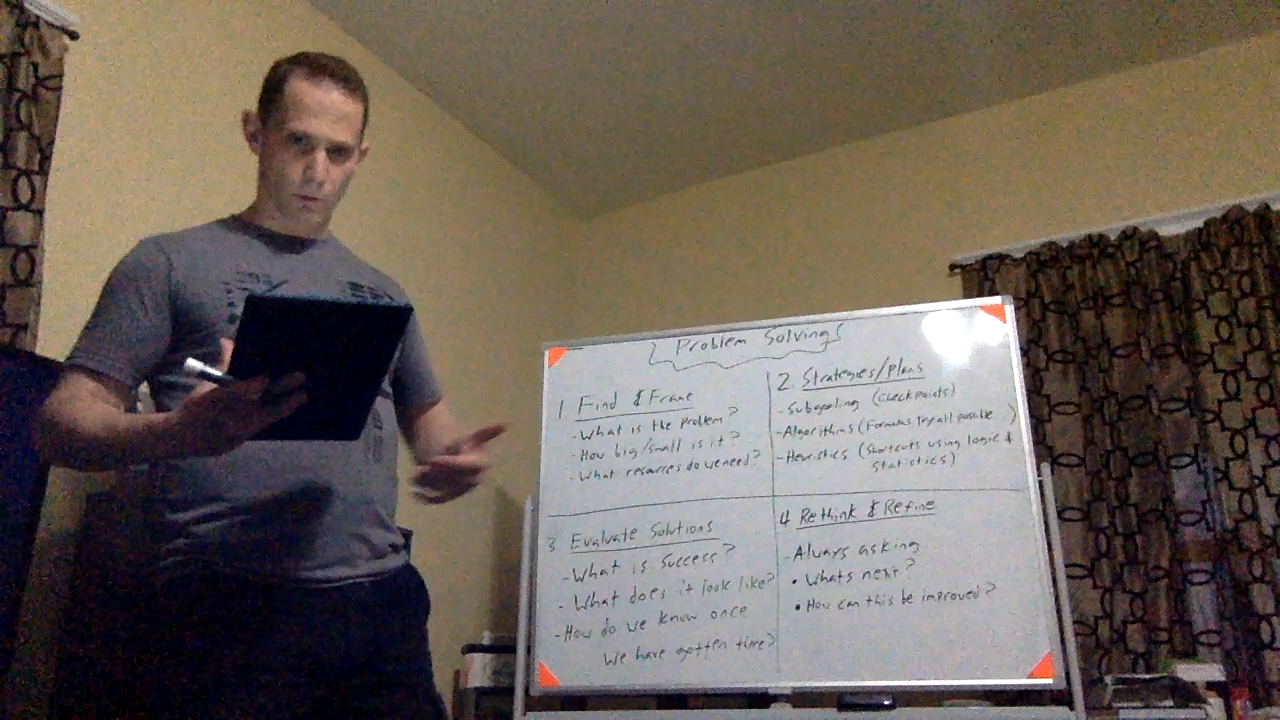 Problem Solving
1 Find & Frame
- What is the Problem?
- How big/small is it?
- What resources do we need?
2. Strategies/Plans
- Subgoaling (Checkpoints)
- Algorithms (Formulas Try all possible )
- Heuristics (Shortcuts using logic &
statistics)
3 Evaluate Solutions
- What is success?
- What does it look like?
- How do we know once
we have gotten there?
4 Rethink & Refine
- Always asking
• Whats next?
• How can this be improved?